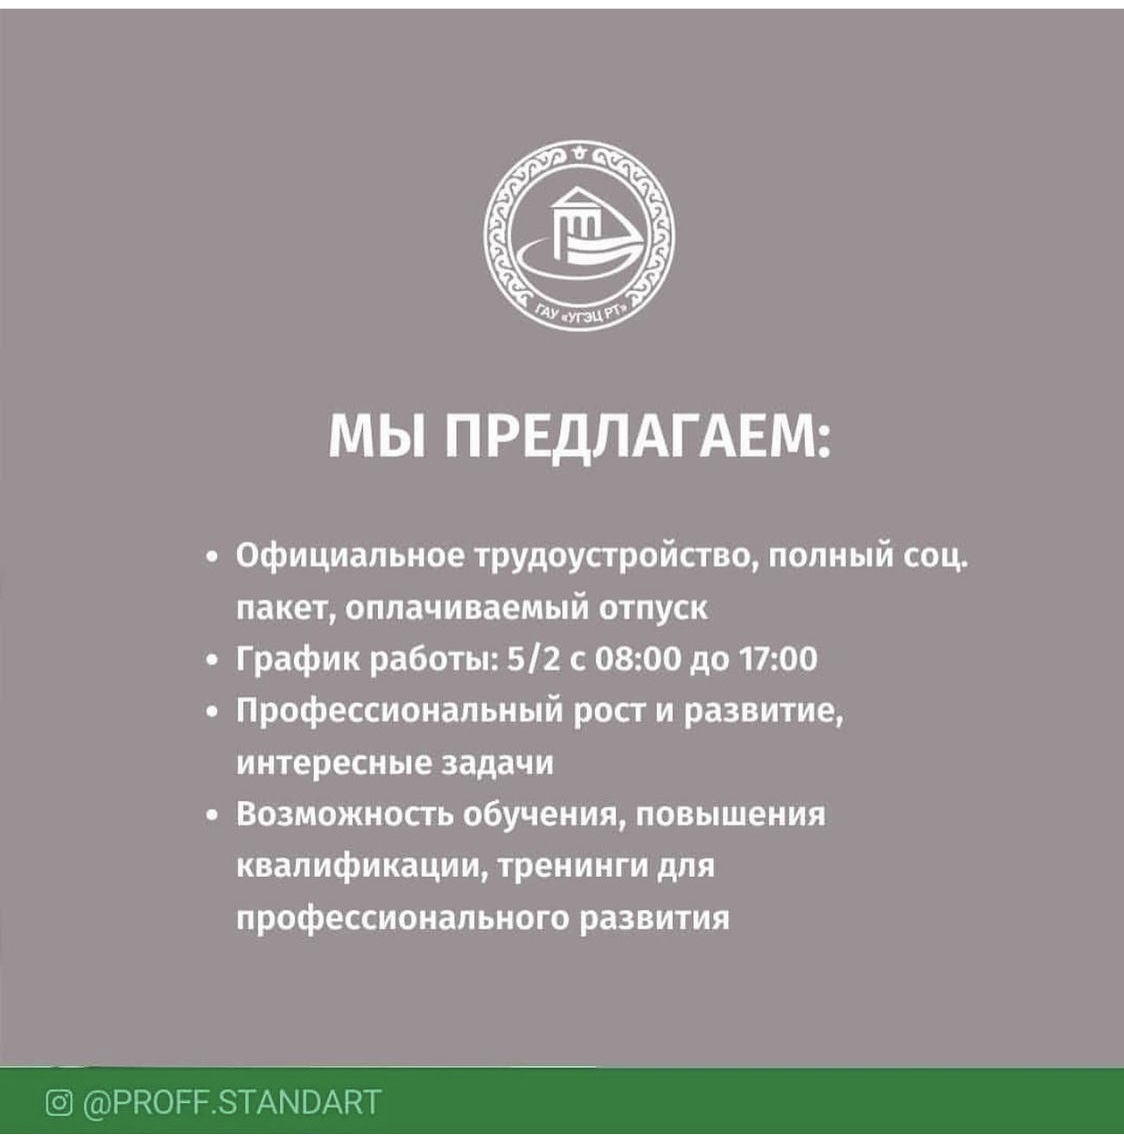 ГАУ «УГЭЦ РТ»
МЫ ПРЕДЛАГАЕМ:
• Официальное трудоустройство, полный соц.
пакет, оплачиваемый отпуск
• График работы: 5/2 с 08:00 до 17:00
• Профессиональный рост и развитие,
интересные задачи
• Возможность обучения, повышения
квалификации, тренинги для
профессионального развития
@PROFF.STANDART